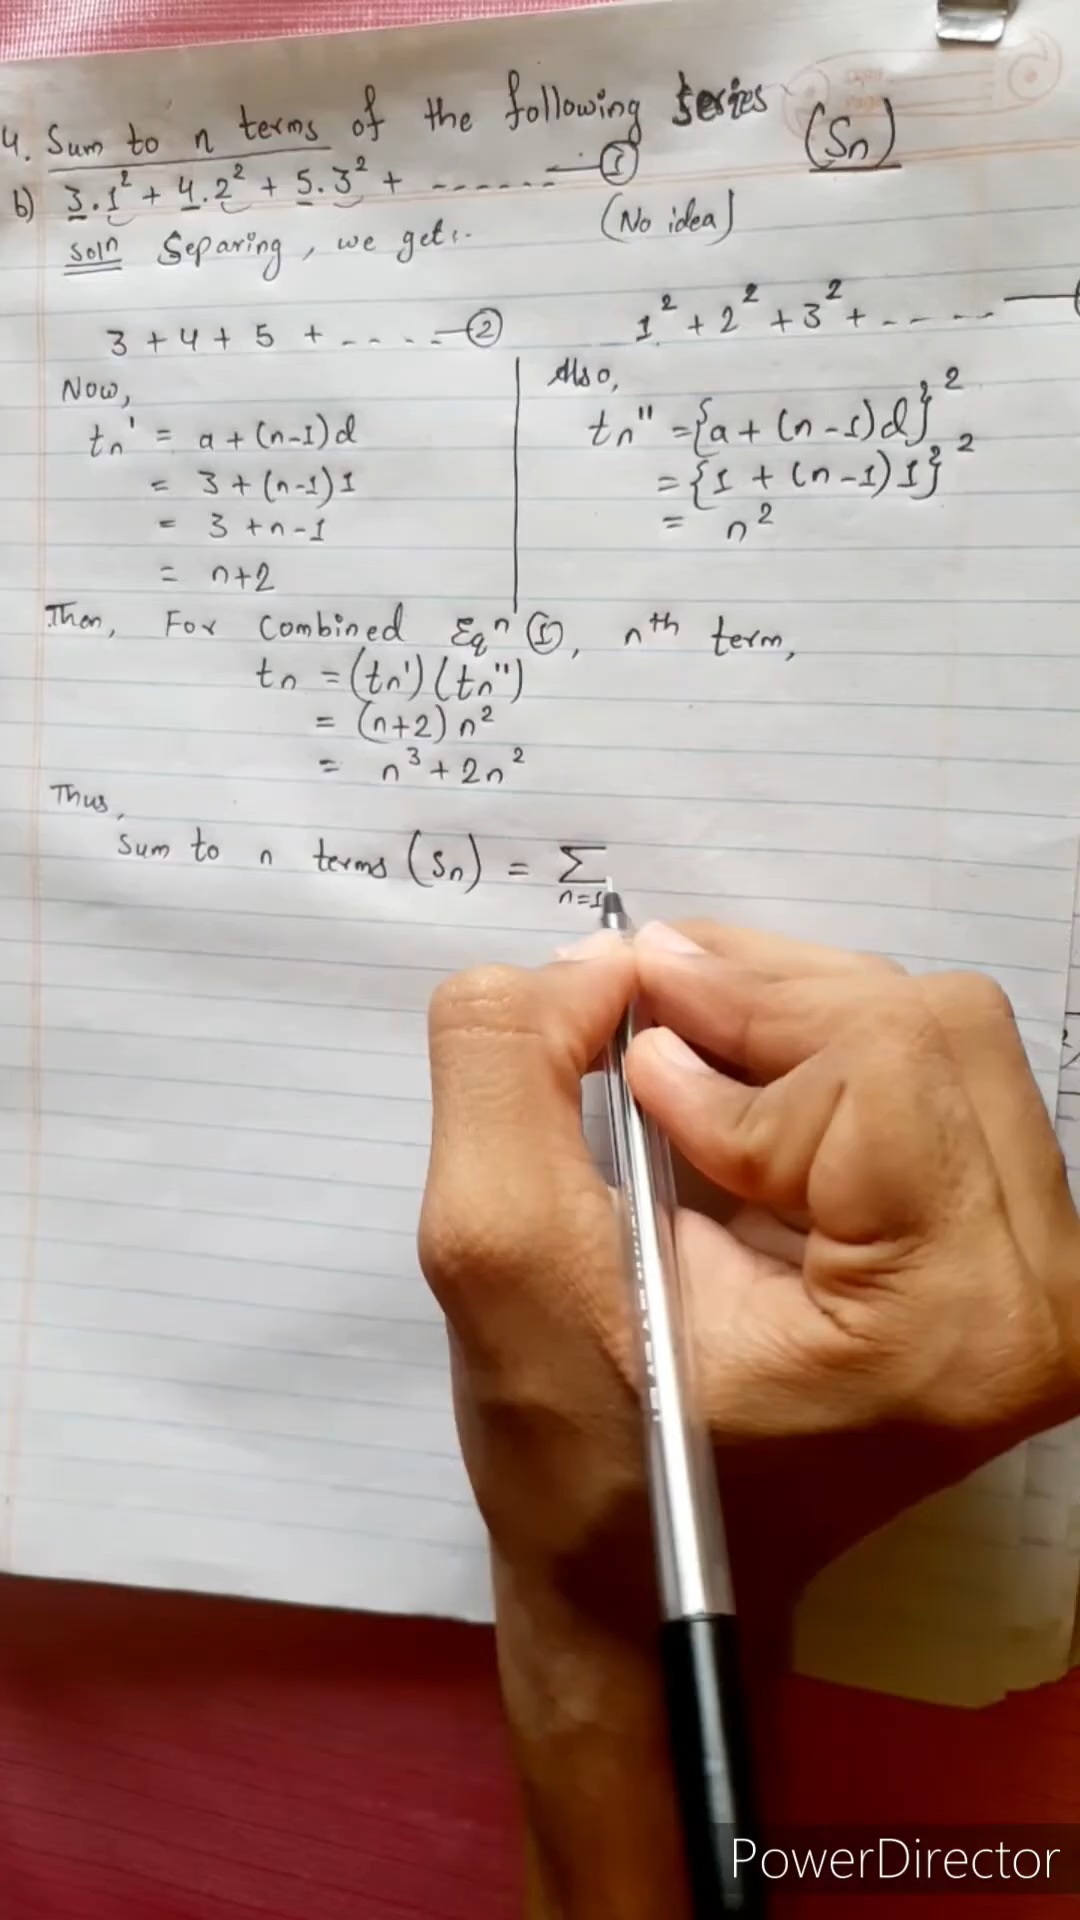 4. Sum to n terms of the following series (Sn)
b) 3.1² + 4.2² + 5.3² + ------- ①
soln Separing, we get:- (No idea)
3 + 4 + 5 + - - - - ②
1² + 2² + 3² + - - - -
Now,
tn' = a + (n-1)d
= 3 + (n-1)1
= 3 + n-1
= n+2
Also,
tn" = {a + (n-1)d}²
= {1 + (n-1)1}²
= n²
Then, For combined Eqⁿ ①, nth term,
tn = (tn')(tn")
= (n+2) n²
= n³ + 2n²
Thus,
Sum to n terms (Sn) = Σ
n=1
PowerDirector